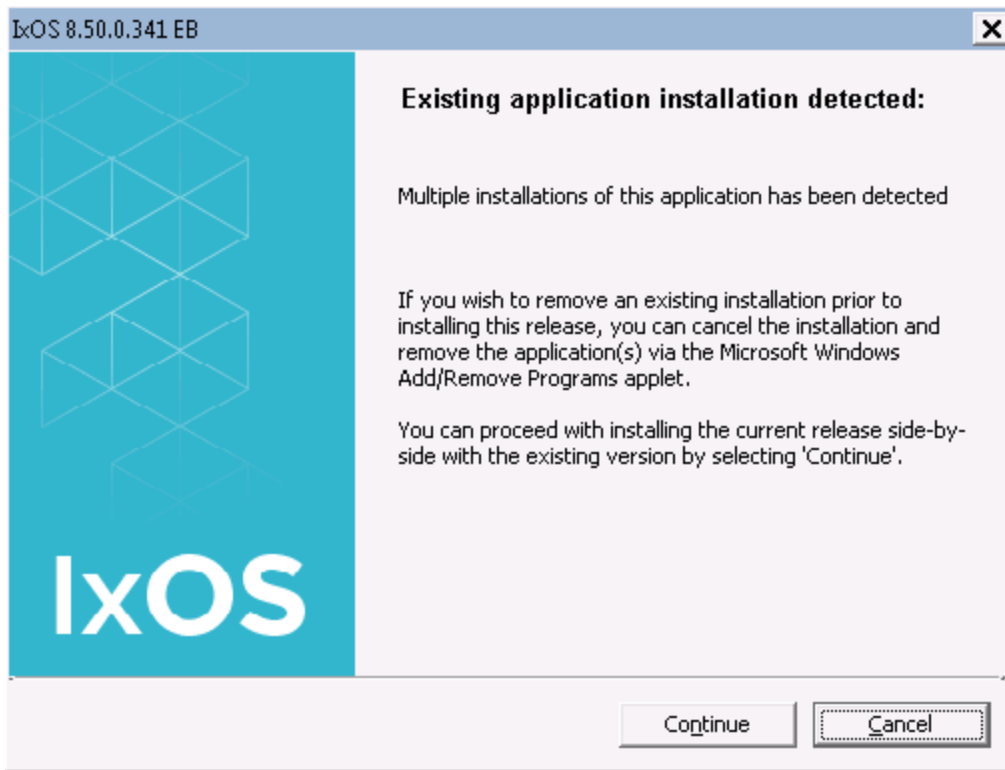 IxOS 8.50.0.341 EB
Existing application installation detected:
Multiple installations of this application has been detected
If you wish to remove an existing installation prior to
installing this release, you can cancel the installation and
remove the application(s) via the Microsoft Windows
Add/Remove Programs applet.
You can proceed with installing the current release side-by-
side with the existing version by selecting 'Continue'.
IxOS
Continue
Cancel